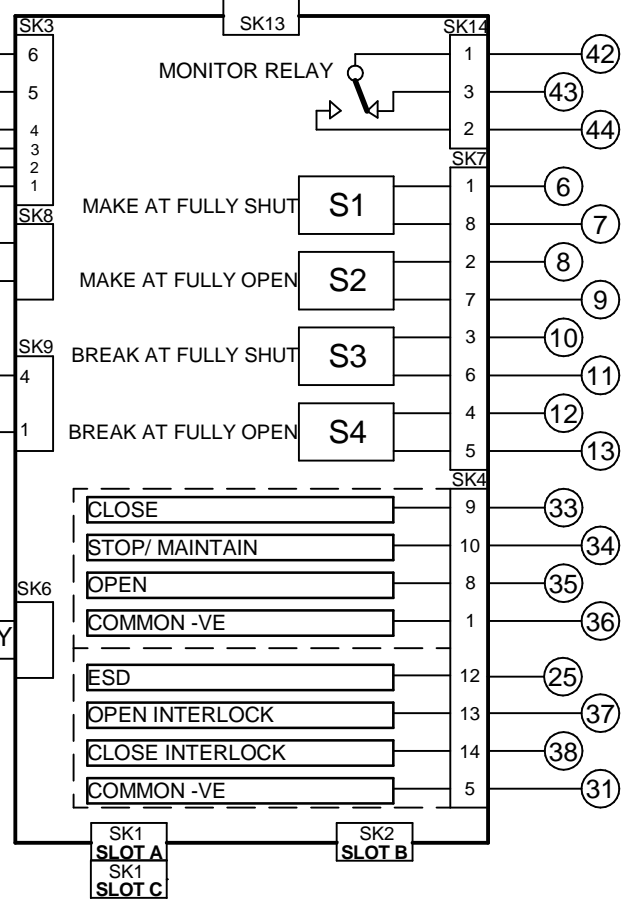 SK3
SK13
SK14
6
MONITOR RELAY
1
42
5
3
43
4
2
44
3
2
1
SK7
MAKE AT FULLY SHUT
S1
1
6
8
7
SK8
MAKE AT FULLY OPEN
S2
2
8
7
9
SK9
4
BREAK AT FULLY SHUT
S3
3
10
6
11
1
BREAK AT FULLY OPEN
S4
4
12
5
13
SK4
CLOSE
9
33
STOP/ MAINTAIN
10
34
SK6
OPEN
8
35
COMMON -VE
1
36
Y
ESD
12
25
OPEN INTERLOCK
13
37
CLOSE INTERLOCK
14
38
COMMON -VE
5
31
SK1
SLOT A
SK1
SLOT C
SK2
SLOT B